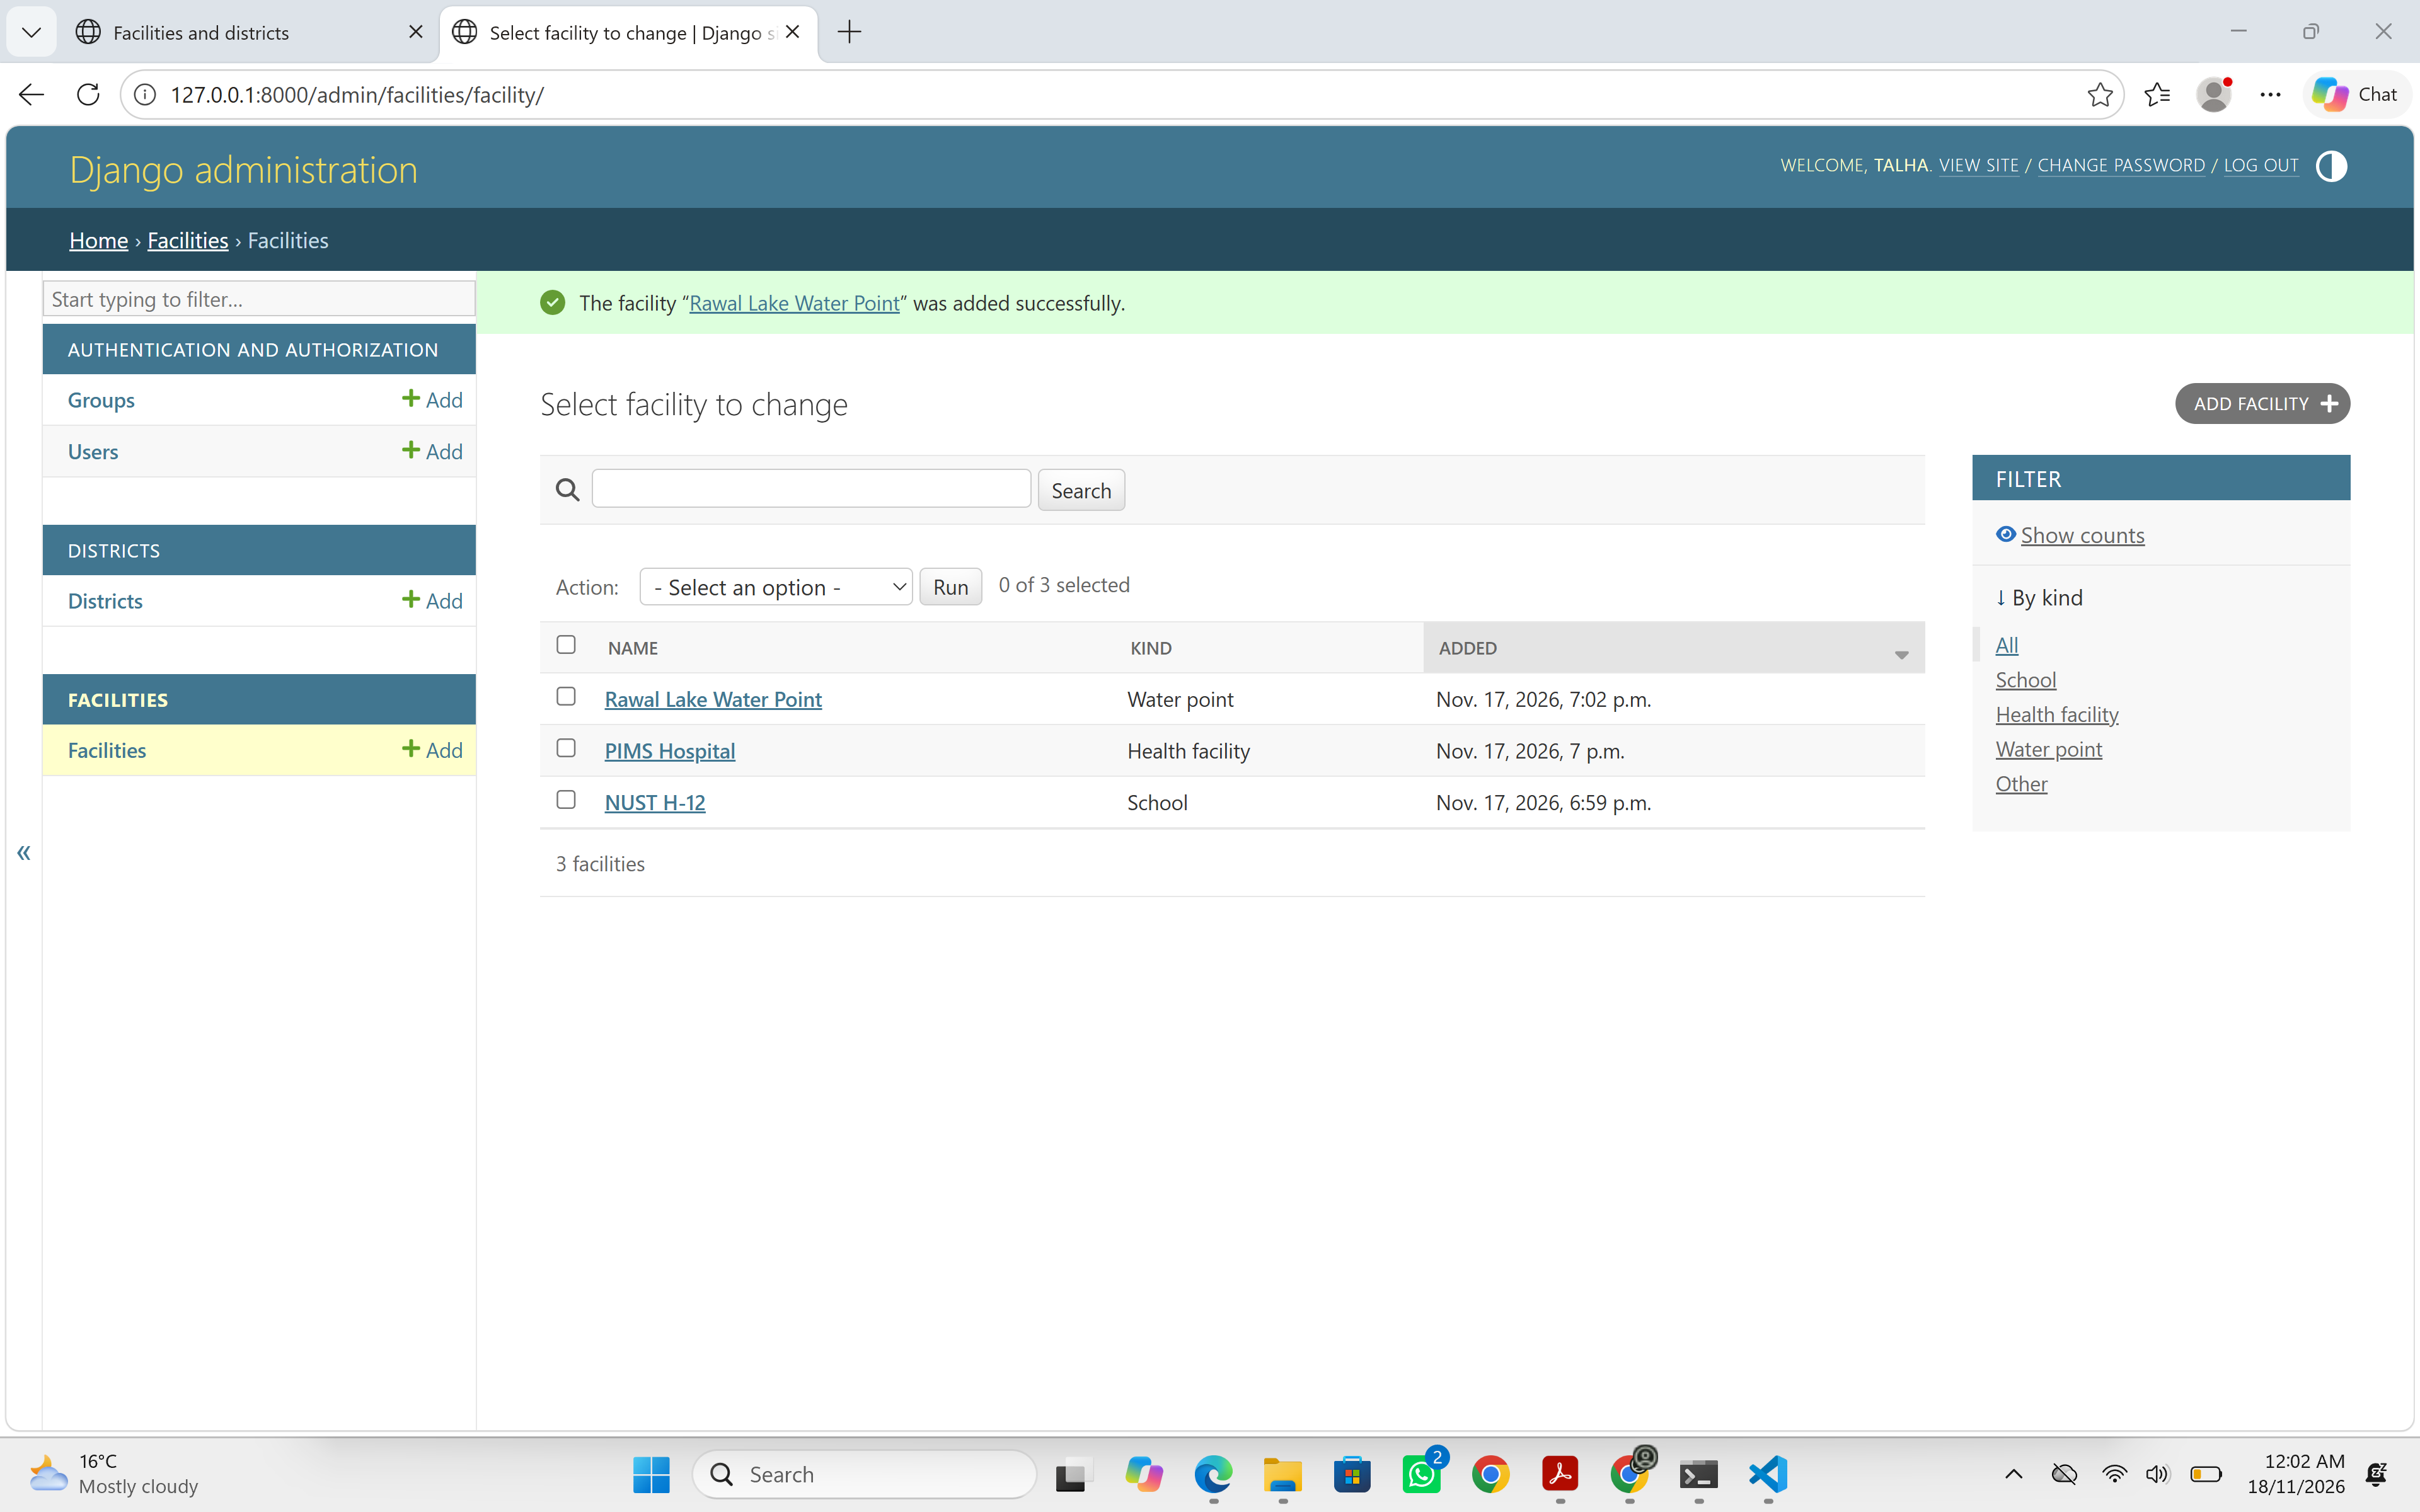 Facilities and districts
Select facility to change | Django s
127.0.0.1:8000/admin/facilities/facility/
Chat
Django administration
WELCOME, TALHA. VIEW SITE / CHANGE PASSWORD / LOG OUT
Home › Facilities › Facilities
Start typing to filter...
AUTHENTICATION AND AUTHORIZATION
Groups + Add
Users + Add
DISTRICTS
Districts + Add
FACILITIES
Facilities + Add
«
The facility “Rawal Lake Water Point” was added successfully.
Select facility to change
ADD FACILITY +
Search
Action: - Select an option - Run 0 of 3 selected
NAME KIND ADDED
Rawal Lake Water Point Water point Nov. 17, 2026, 7:02 p.m.
PIMS Hospital Health facility Nov. 17, 2026, 7 p.m.
NUST H-12 School Nov. 17, 2026, 6:59 p.m.
3 facilities
FILTER
Show counts
↓ By kind
All
School
Health facility
Water point
Other
16°C
Mostly cloudy
Search
2
12:02 AM
18/11/2026